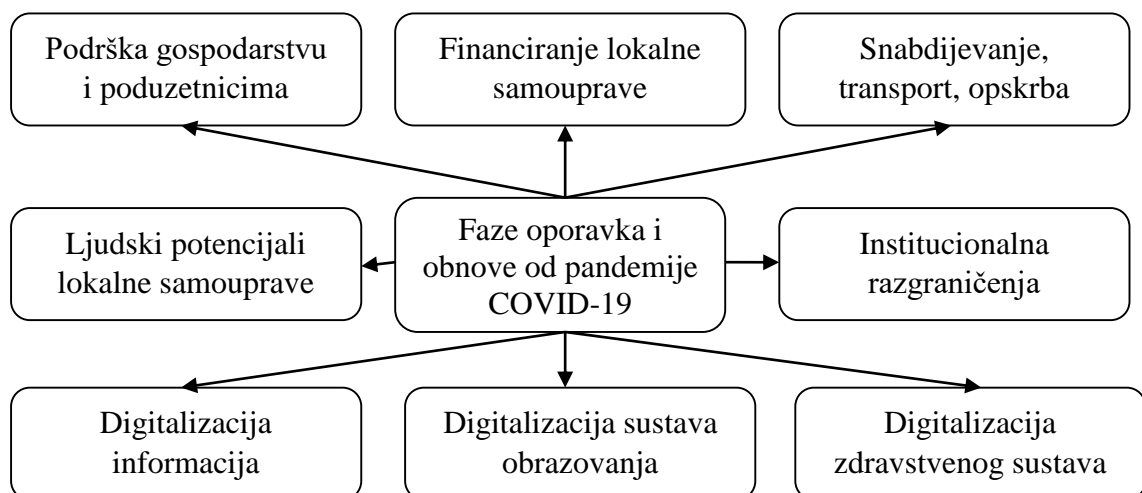 Podrška gospodarstvu
i poduzetnicima
Financiranje lokalne
samouprave
Snabdijevanje,
transport, opskrba
Ljudski potencijali
lokalne samouprave
Faze oporavka i
obnove od pandemije
COVID-19
Institucionalna
razgraničenja
Digitalizacija
informacija
Digitalizacija sustava
obrazovanja
Digitalizacija
zdravstvenog sustava